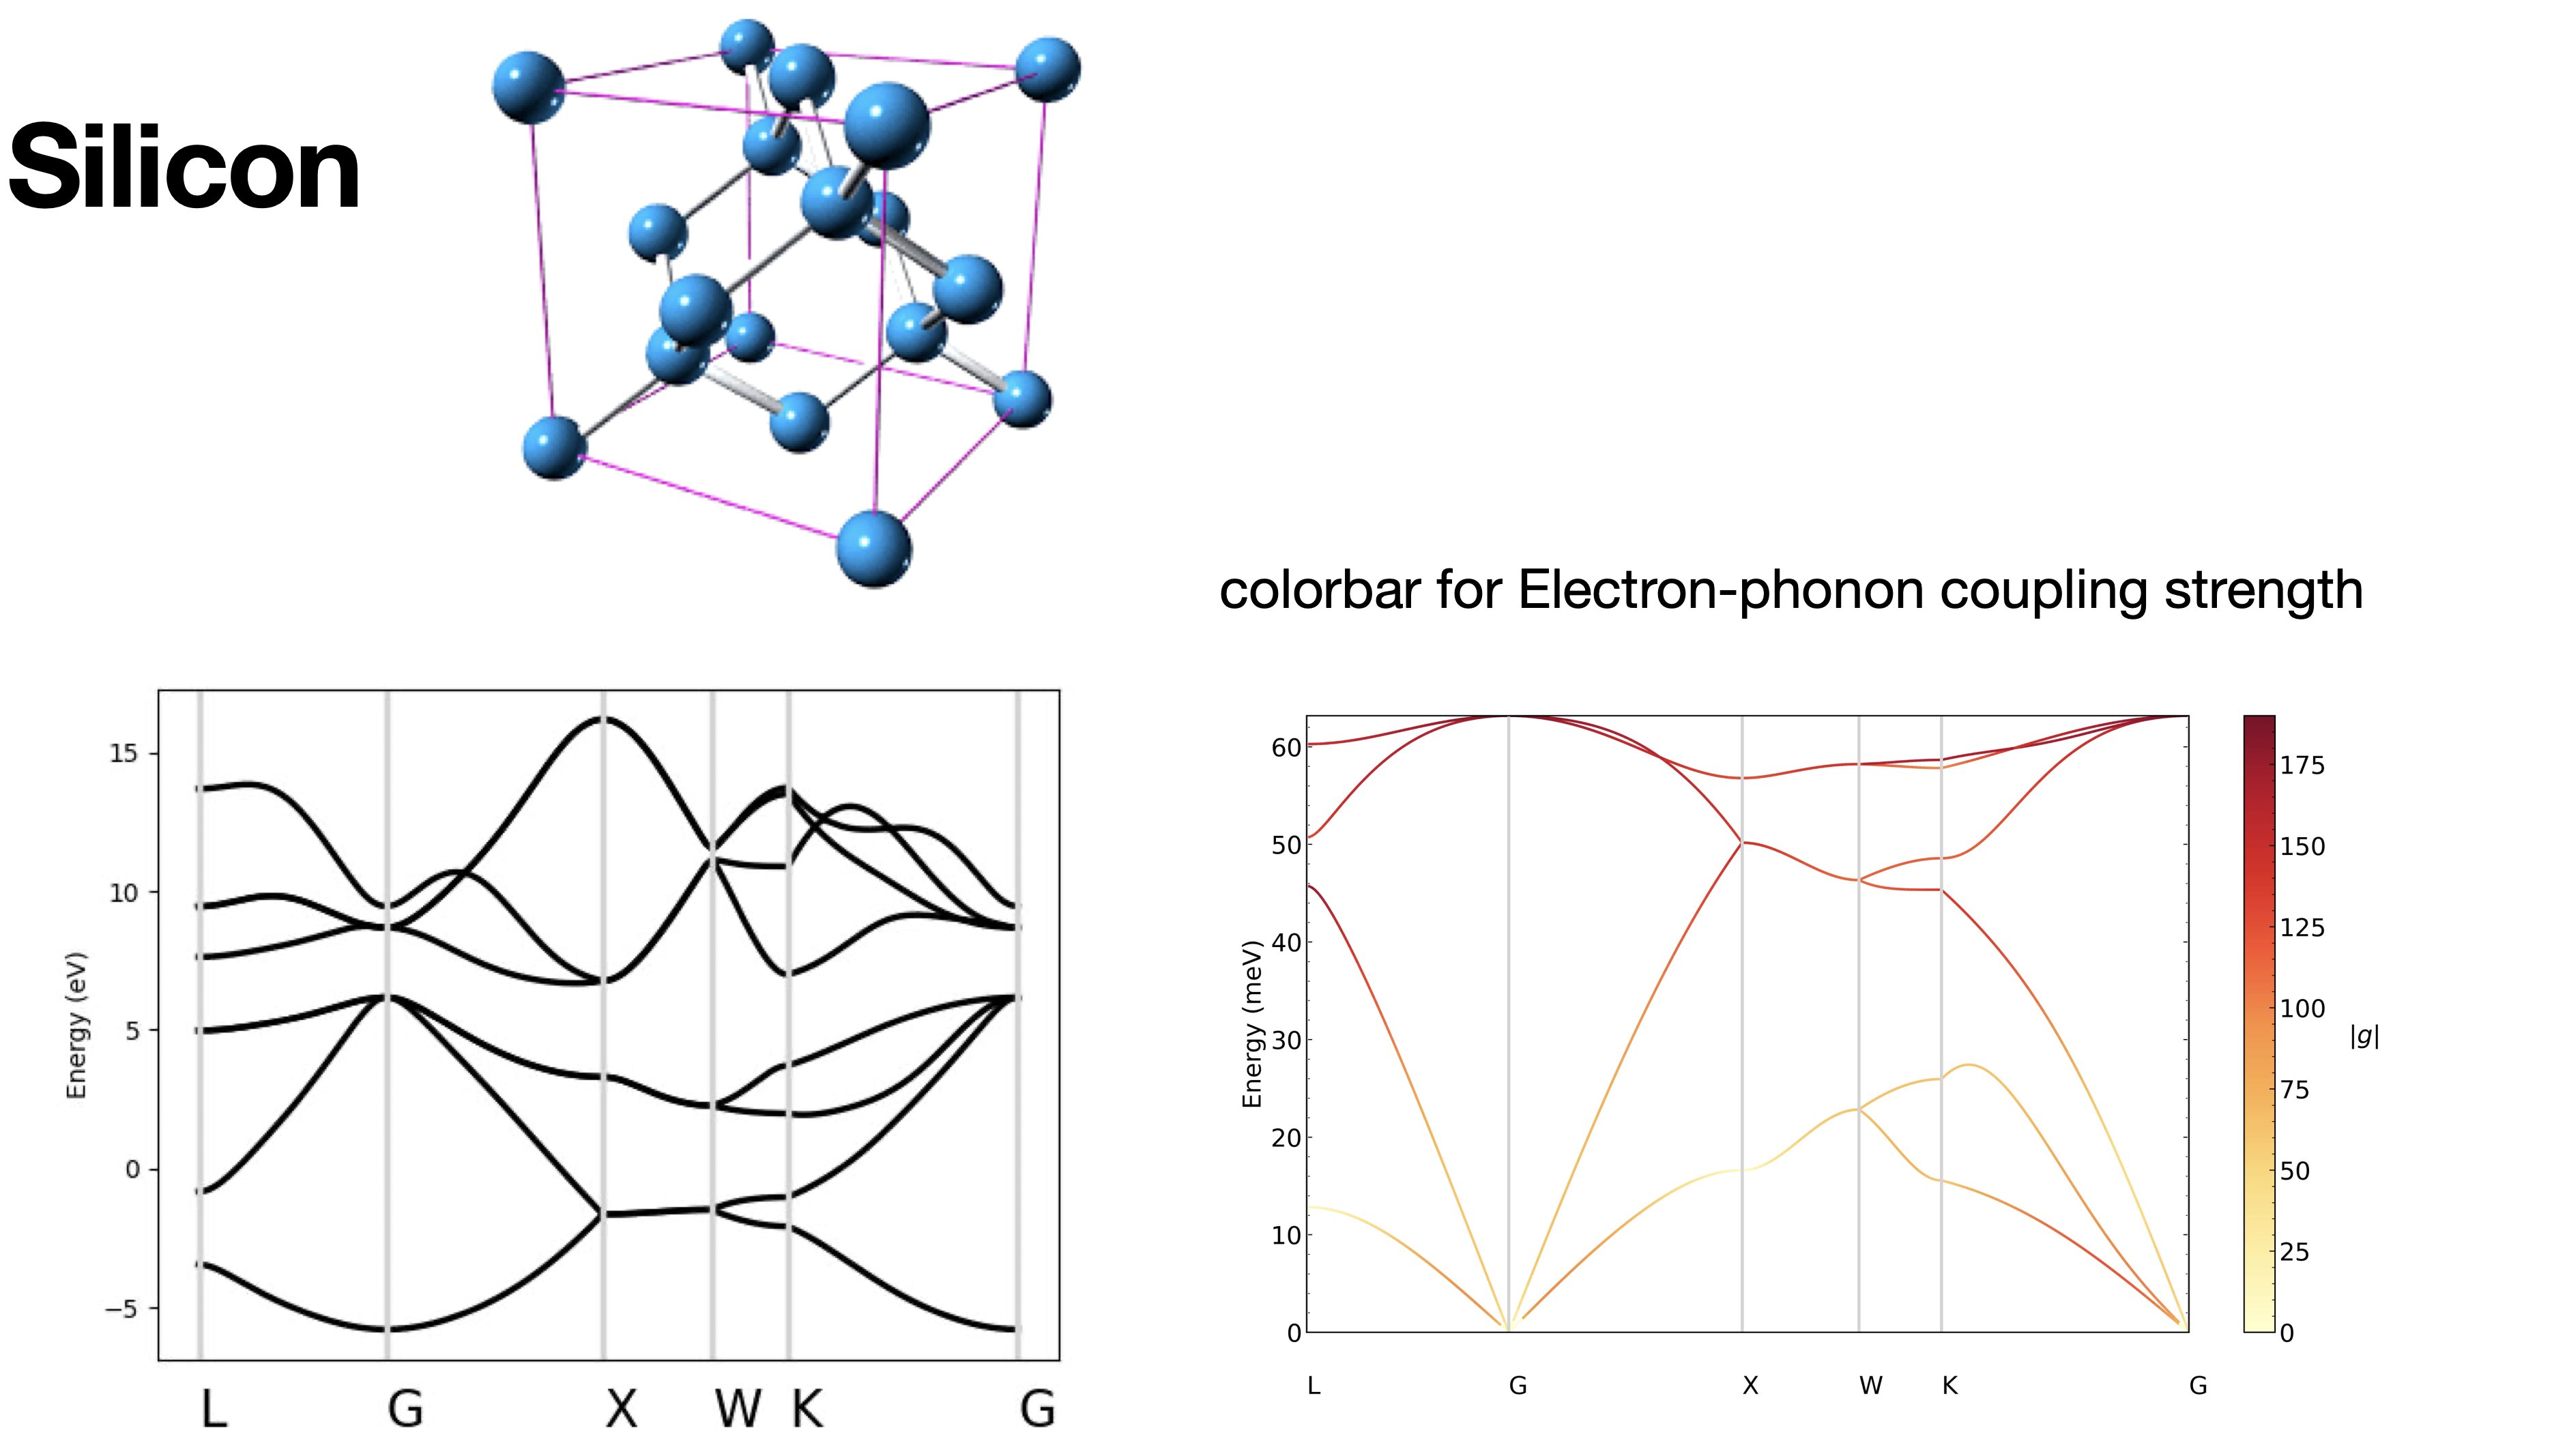 Silicon
colorbar for Electron-phonon coupling strength
Energy (eV)
15
10
5
0
−5
L G X W K G
Energy (meV)
60
50
40
30
20
10
0
L G X W K G
175
150
125
100
75
50
25
0
|g|